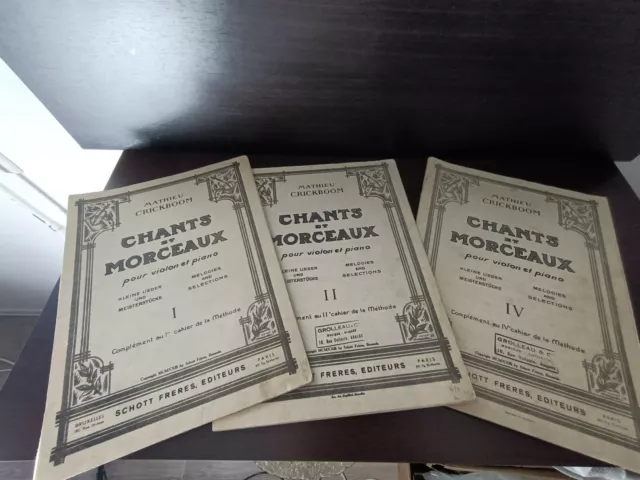 MATHIEU
CRICKBOOM
CHANTS
ET
MORCEAUX
pour violon et piano
KLEINE LIEDER
UND
MEISTERSTÜCKE
MELODIES
AND
SELECTIONS
I
Complément au Ier cahier de la Méthode
SCHOTT FRERES, EDITEURS
BRUXELLES
PARIS
MATHIEU
CRICKBOOM
CHANTS
ET
MORCEAUX
pour violon et piano
KLEINE LIEDER
UND
MEISTERSTÜCKE
MELODIES
AND
SELECTIONS
II
Complément au IIe cahier de la Méthode
GROLLEAU & C
SCHOTT FRERES, EDITEURS
PARIS
MATHIEU
CRICKBOOM
CHANTS
ET
MORCEAUX
pour violon et piano
KLEINE LIEDER
UND
MEISTERSTÜCKE
MELODIES
AND
SELECTIONS
IV
Complément au IVe cahier de la Méthode
GROLLEAU & C
SCHOTT FRERES, EDITEURS
PARIS